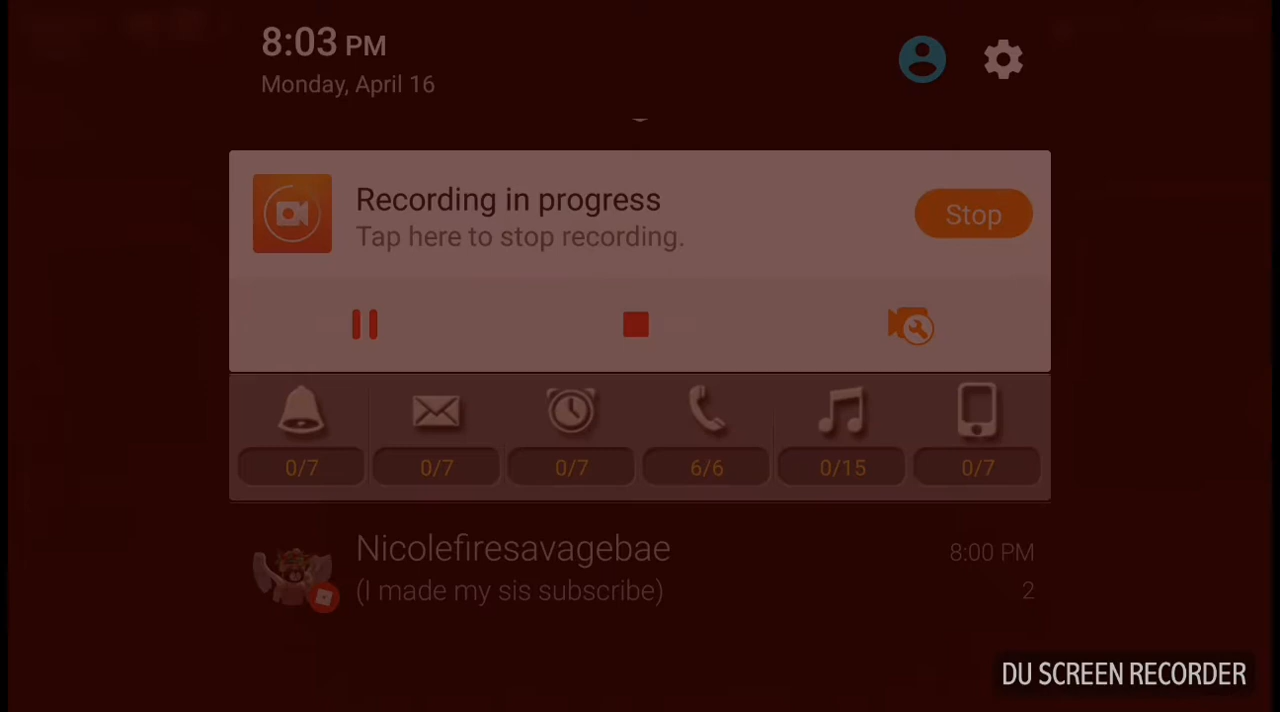 8:03 PM
Monday, April 16
Recording in progress
Tap here to stop recording.
Stop
0/7
0/7
0/7
6/6
0/15
0/7
Nicolefiresavagebae
8:00 PM
(I made my sis subscribe)
2
DU SCREEN RECORDER